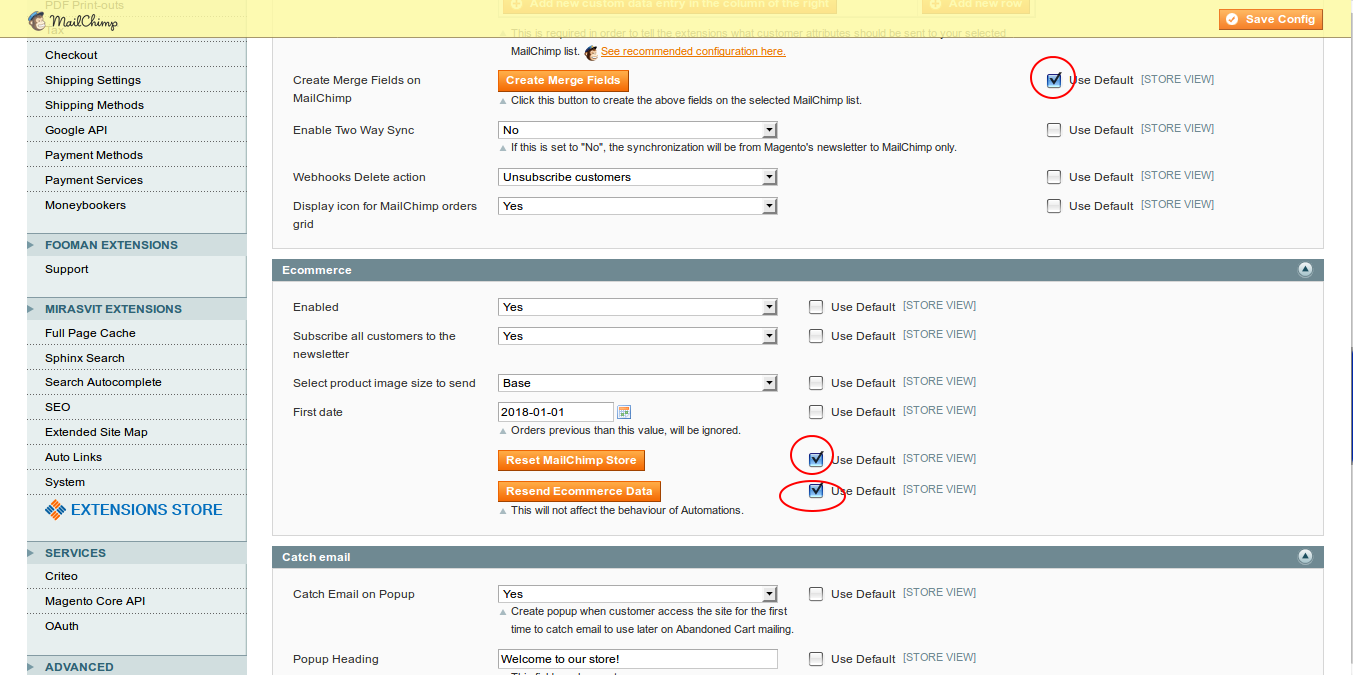 PDF Print-outs
MailChimp
Tax
Checkout
Shipping Settings
Shipping Methods
Google API
Payment Methods
Payment Services
Moneybookers
FOOMAN EXTENSIONS
Support
MIRASVIT EXTENSIONS
Full Page Cache
Sphinx Search
Search Autocomplete
SEO
Extended Site Map
Auto Links
System
EXTENSIONS STORE
SERVICES
Criteo
Magento Core API
OAuth
ADVANCED
Add new custom data entry in the column of the right
Add new row
Save Config
This is required in order to tell the extensions what customer attributes should be sent to your selected
MailChimp list. See recommended configuration here.
Create Merge Fields on
MailChimp
Create Merge Fields
Use Default [STORE VIEW]
Click this button to create the above fields on the selected MailChimp list.
Enable Two Way Sync No Use Default [STORE VIEW]
If this is set to "No", the synchronization will be from Magento's newsletter to MailChimp only.
Webhooks Delete action Unsubscribe customers Use Default [STORE VIEW]
Display icon for MailChimp orders
grid
Yes Use Default [STORE VIEW]
Ecommerce
Enabled Yes Use Default [STORE VIEW]
Subscribe all customers to the
newsletter
Yes Use Default [STORE VIEW]
Select product image size to send Base Use Default [STORE VIEW]
First date 2018-01-01 Use Default [STORE VIEW]
Orders previous than this value, will be ignored.
Reset MailChimp Store Use Default [STORE VIEW]
Resend Ecommerce Data Use Default [STORE VIEW]
This will not affect the behaviour of Automations.
Catch email
Catch Email on Popup Yes Use Default [STORE VIEW]
Create popup when customer access the site for the first
time to catch email to use later on Abandoned Cart mailing.
Popup Heading Welcome to our store! Use Default [STORE VIEW]